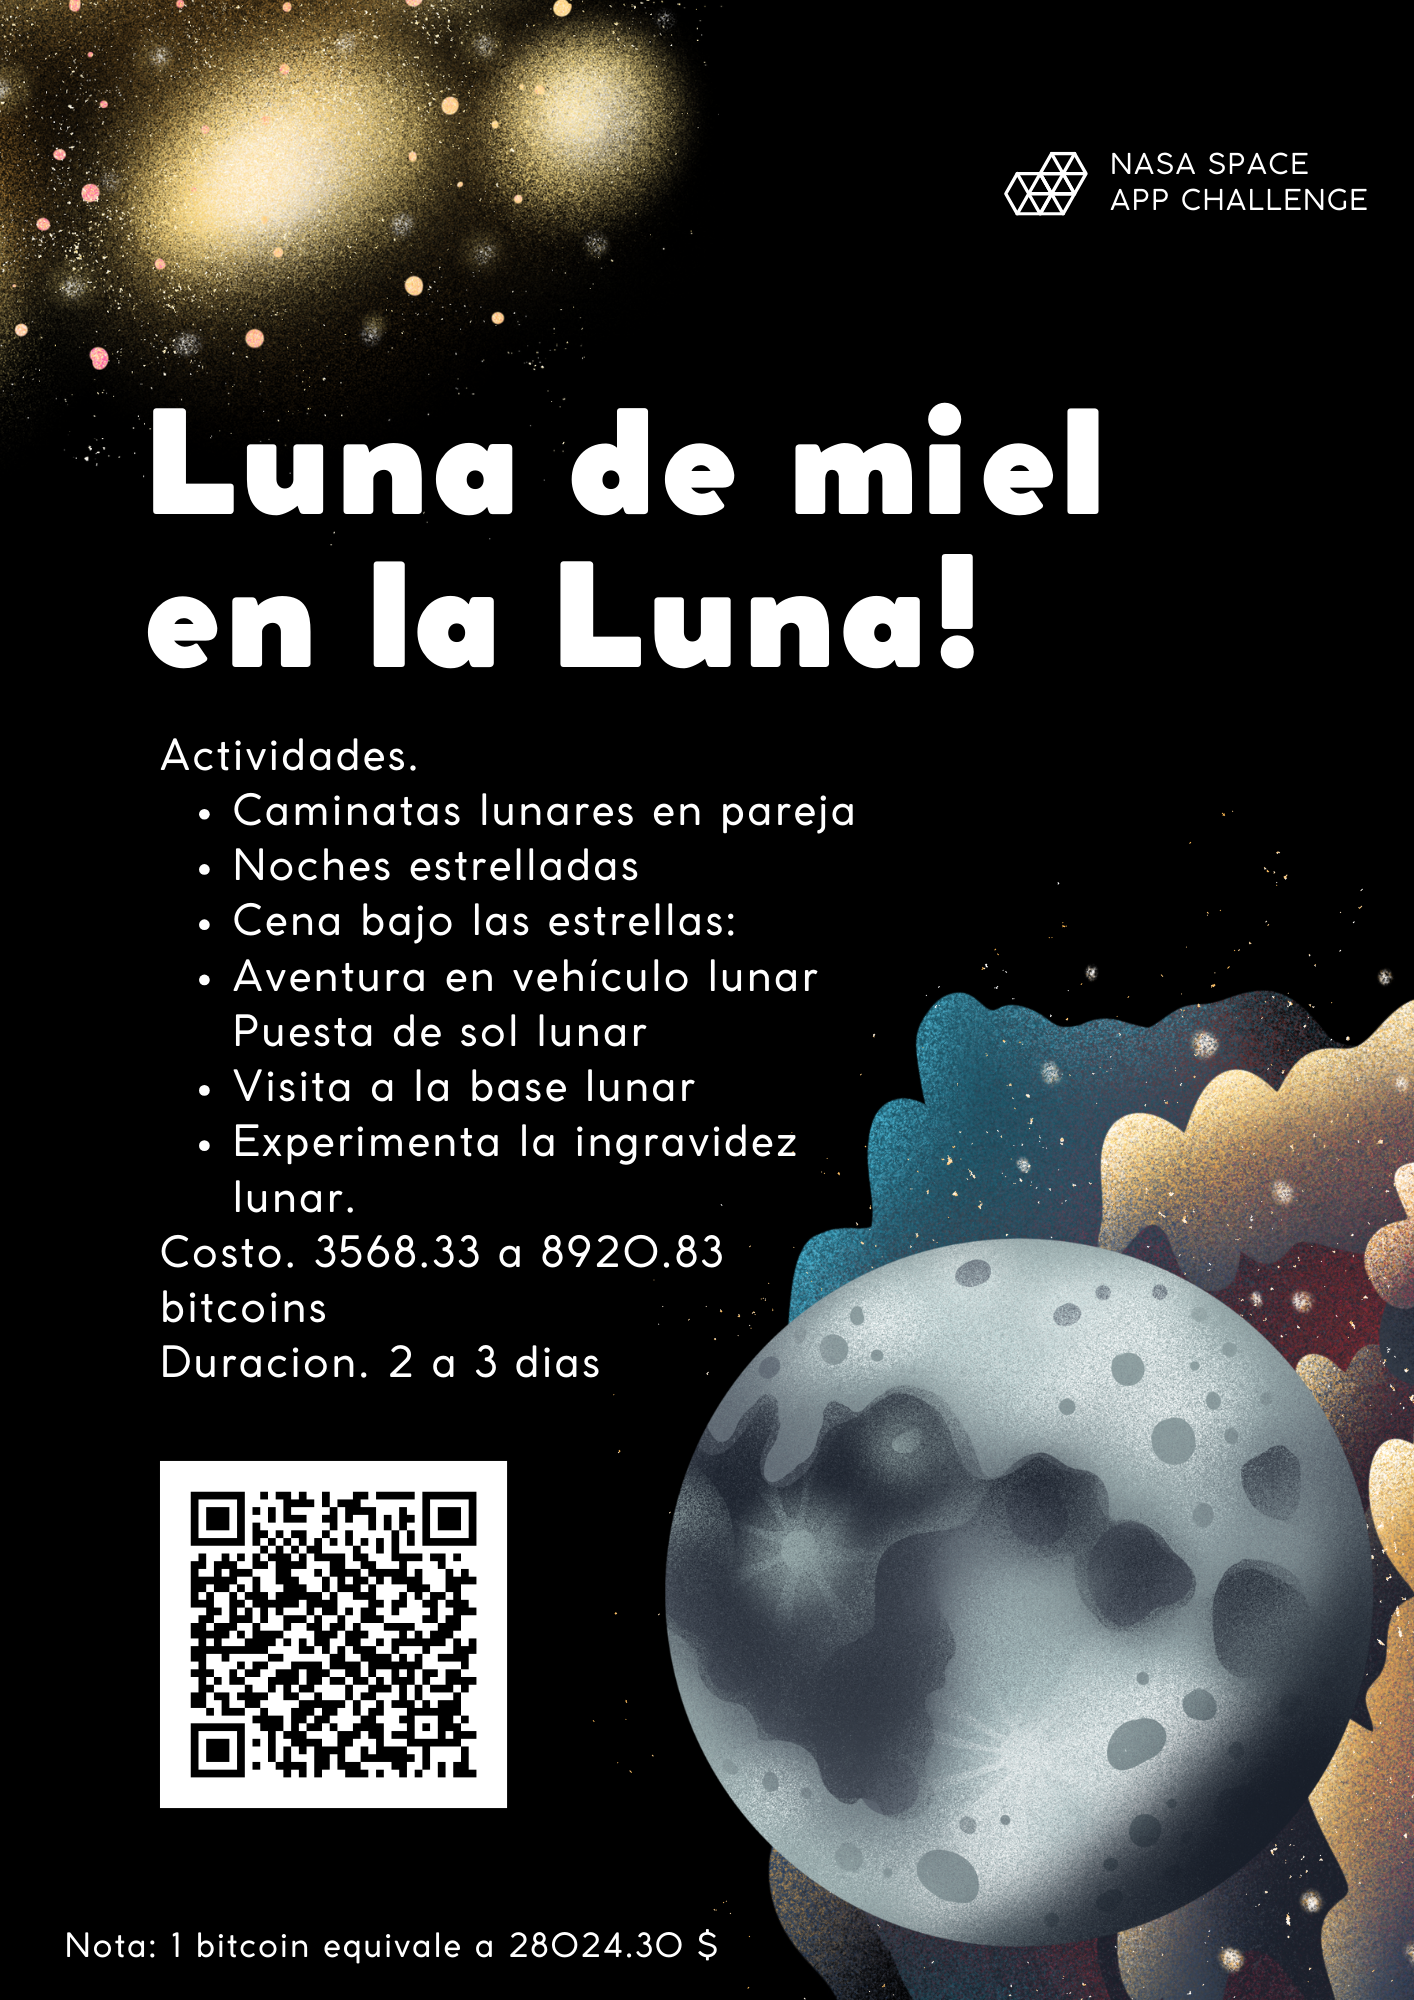 NASA SPACE
APP CHALLENGE
Luna de miel
en la Luna!
Actividades.
• Caminatas lunares en pareja
• Noches estrelladas
• Cena bajo las estrellas:
• Aventura en vehículo lunar
Puesta de sol lunar
• Visita a la base lunar
• Experimenta la ingravidez
lunar.
Costo. 3568.33 a 8920.83
bitcoins
Duracion. 2 a 3 dias
Nota: 1 bitcoin equivale a 28024.30 $